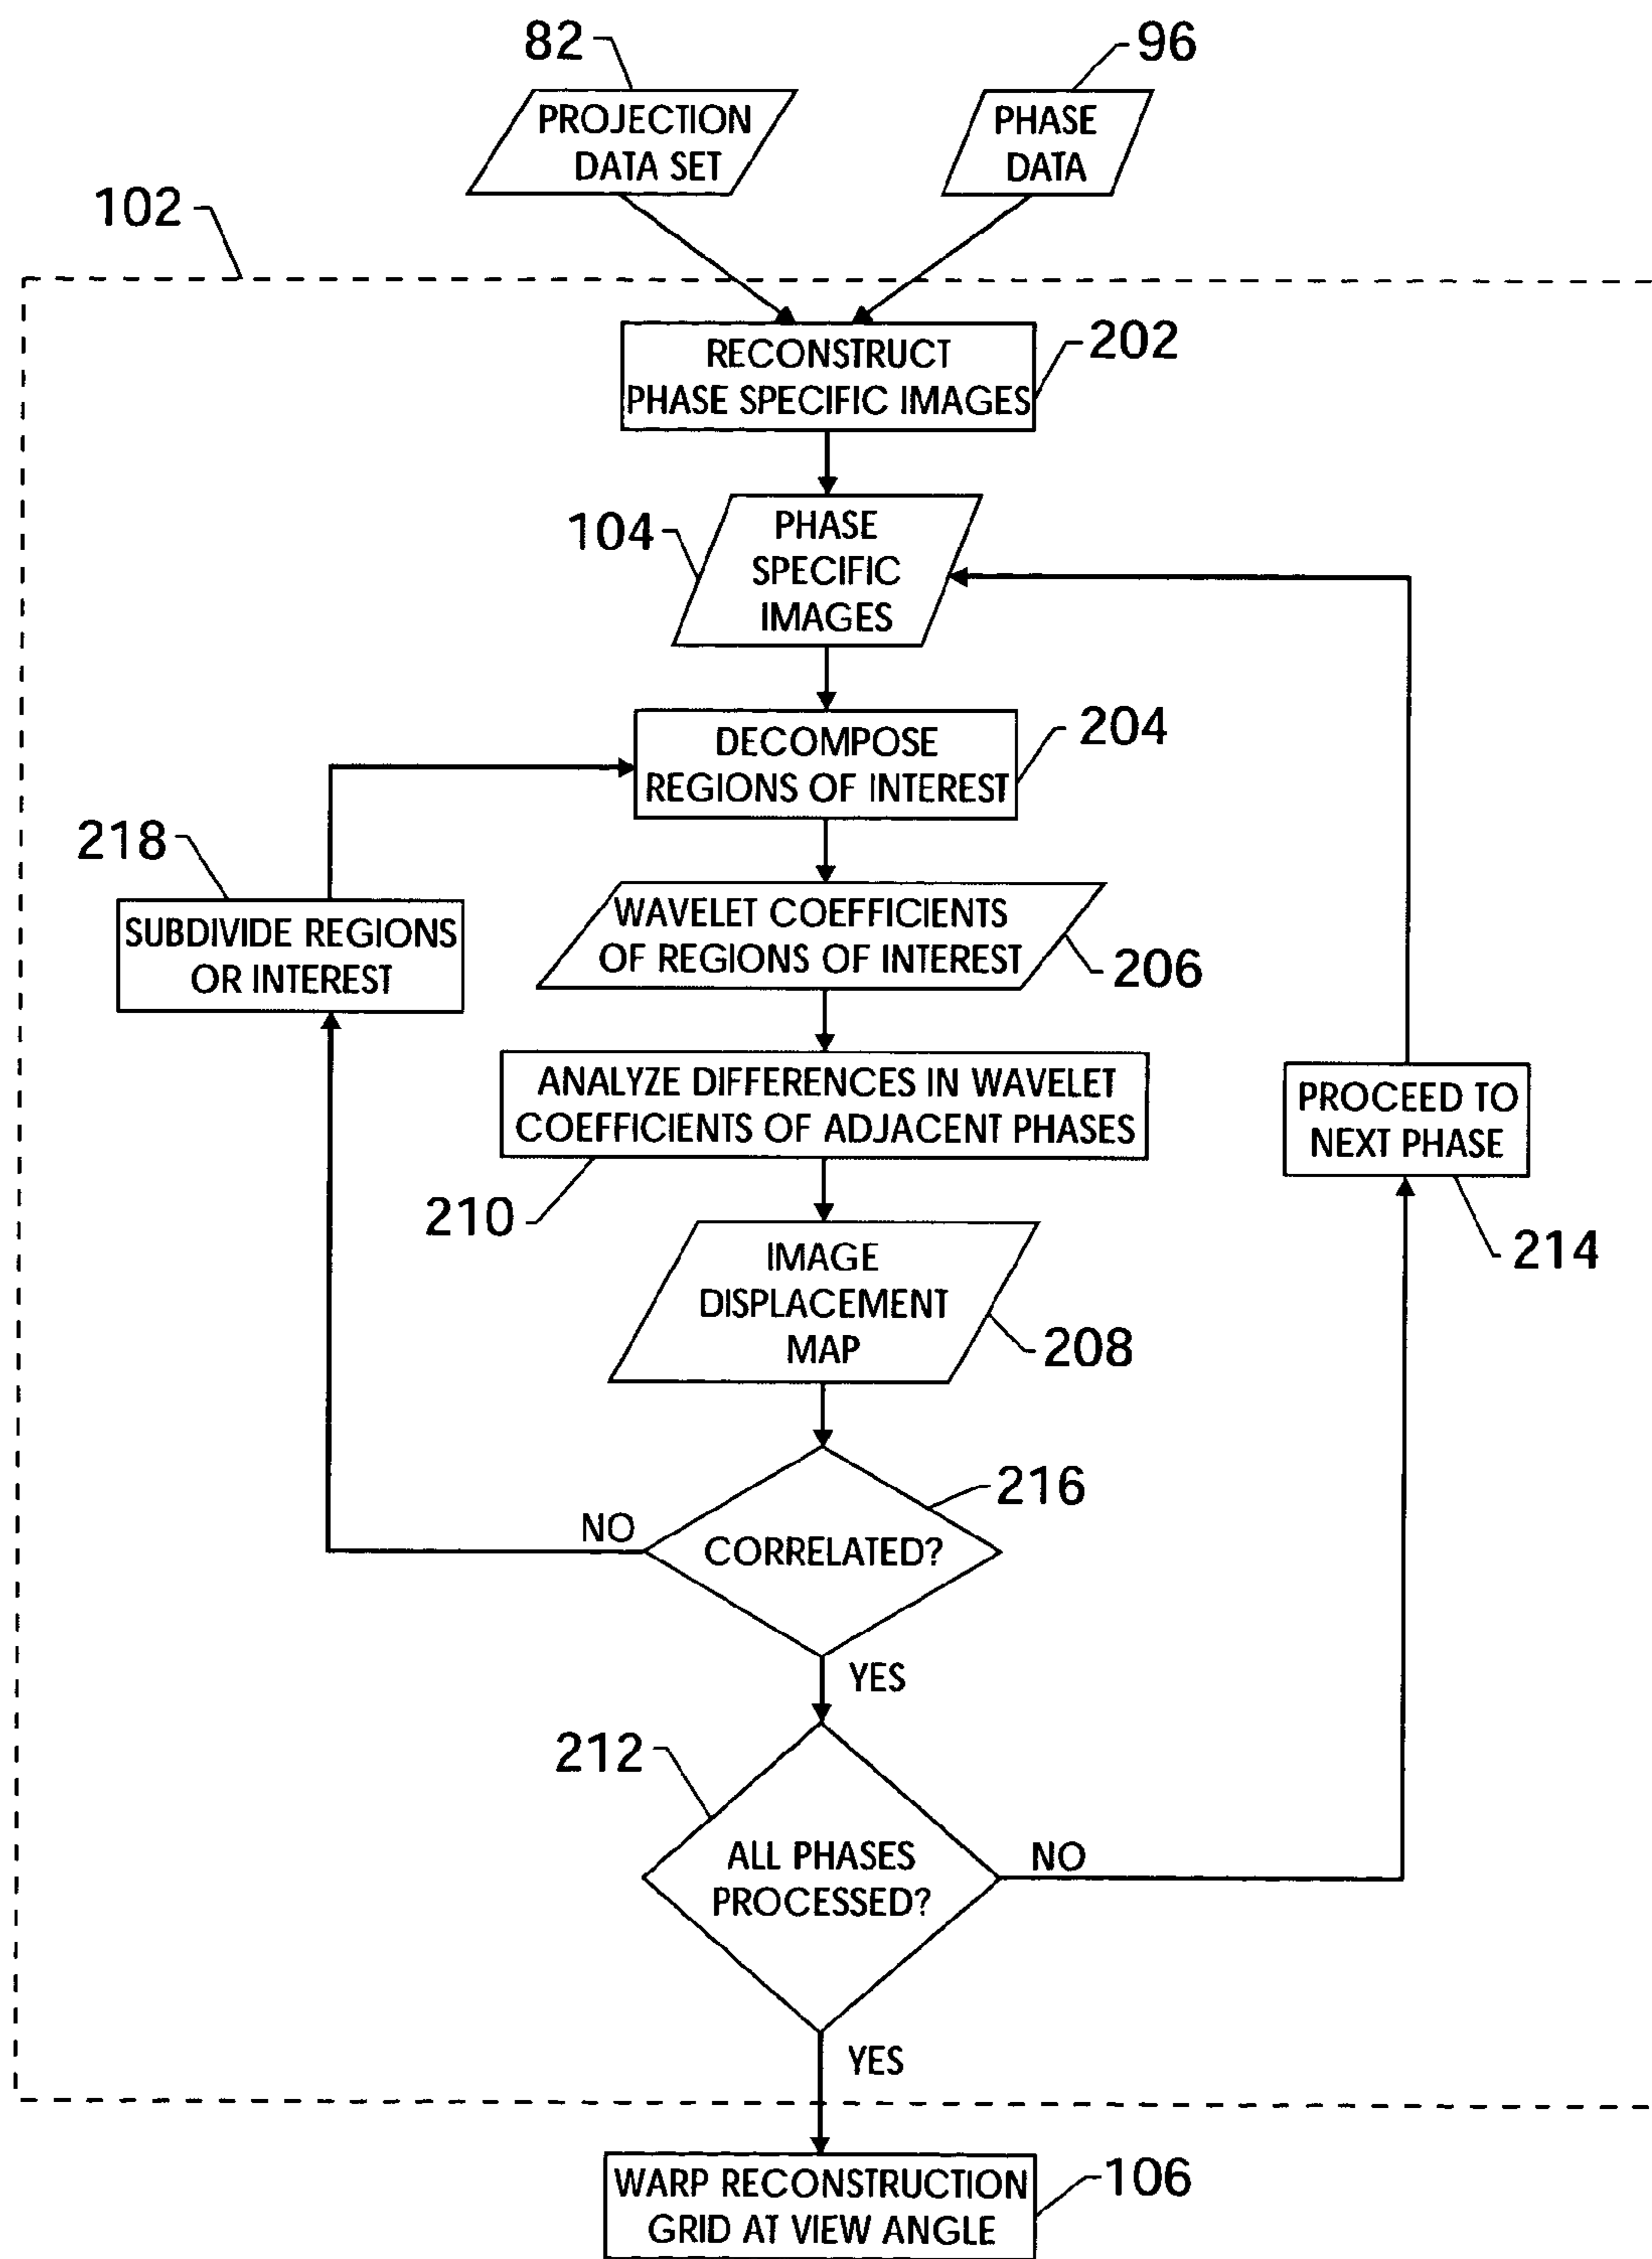 82
96
PROJECTION
DATA SET
PHASE
DATA
102
RECONSTRUCT
PHASE SPECIFIC IMAGES
202
104
PHASE
SPECIFIC
IMAGES
DECOMPOSE
REGIONS OF INTEREST
204
218
SUBDIVIDE REGIONS
OR INTEREST
WAVELET COEFFICIENTS
OF REGIONS OF INTEREST
206
ANALYZE DIFFERENCES IN WAVELET
COEFFICIENTS OF ADJACENT PHASES
210
PROCEED TO
NEXT PHASE
214
IMAGE
DISPLACEMENT
MAP
208
216
NO
CORRELATED?
YES
212
ALL PHASES
PROCESSED?
NO
YES
WARP RECONSTRUCTION
GRID AT VIEW ANGLE
106